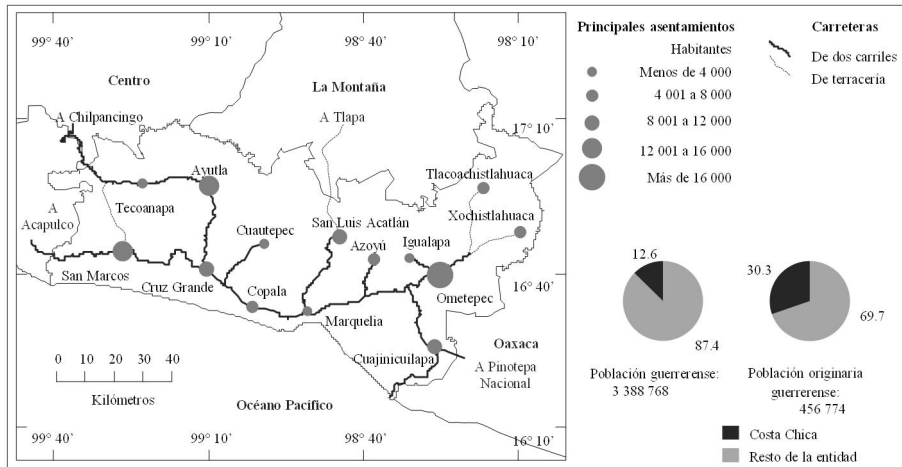 99° 40’
99° 10’
98° 40’
98° 10’
Centro
La Montaña
A Chilpancingo
A Tlapa
17° 10’
Ayutla
Tlacoachistlahuaca
Tecoanapa
A
Acapulco
Cuautepec
San Luis Acatlán
Xochistlahuaca
Azoyú
Igualapa
San Marcos
Cruz Grande
16° 40’
Copala
Ometepec
Marquelia
Oaxaca
Cuajinicuilapa
A Pinotepa
Nacional
0 10 20 30 40
Kilómetros
Océano Pacífico
99° 40’
99° 10’
98° 40’
16° 10’
Principales asentamientos
Habitantes
Menos de 4 000
4 001 a 8 000
8 001 a 12 000
12 001 a 16 000
Más de 16 000
Carreteras
De dos carriles
De terracería
12.6
87.4
Población guerrerense:
3 388 768
30.3
69.7
Población originaria
guerrerense:
456 774
Costa Chica
Resto de la entidad